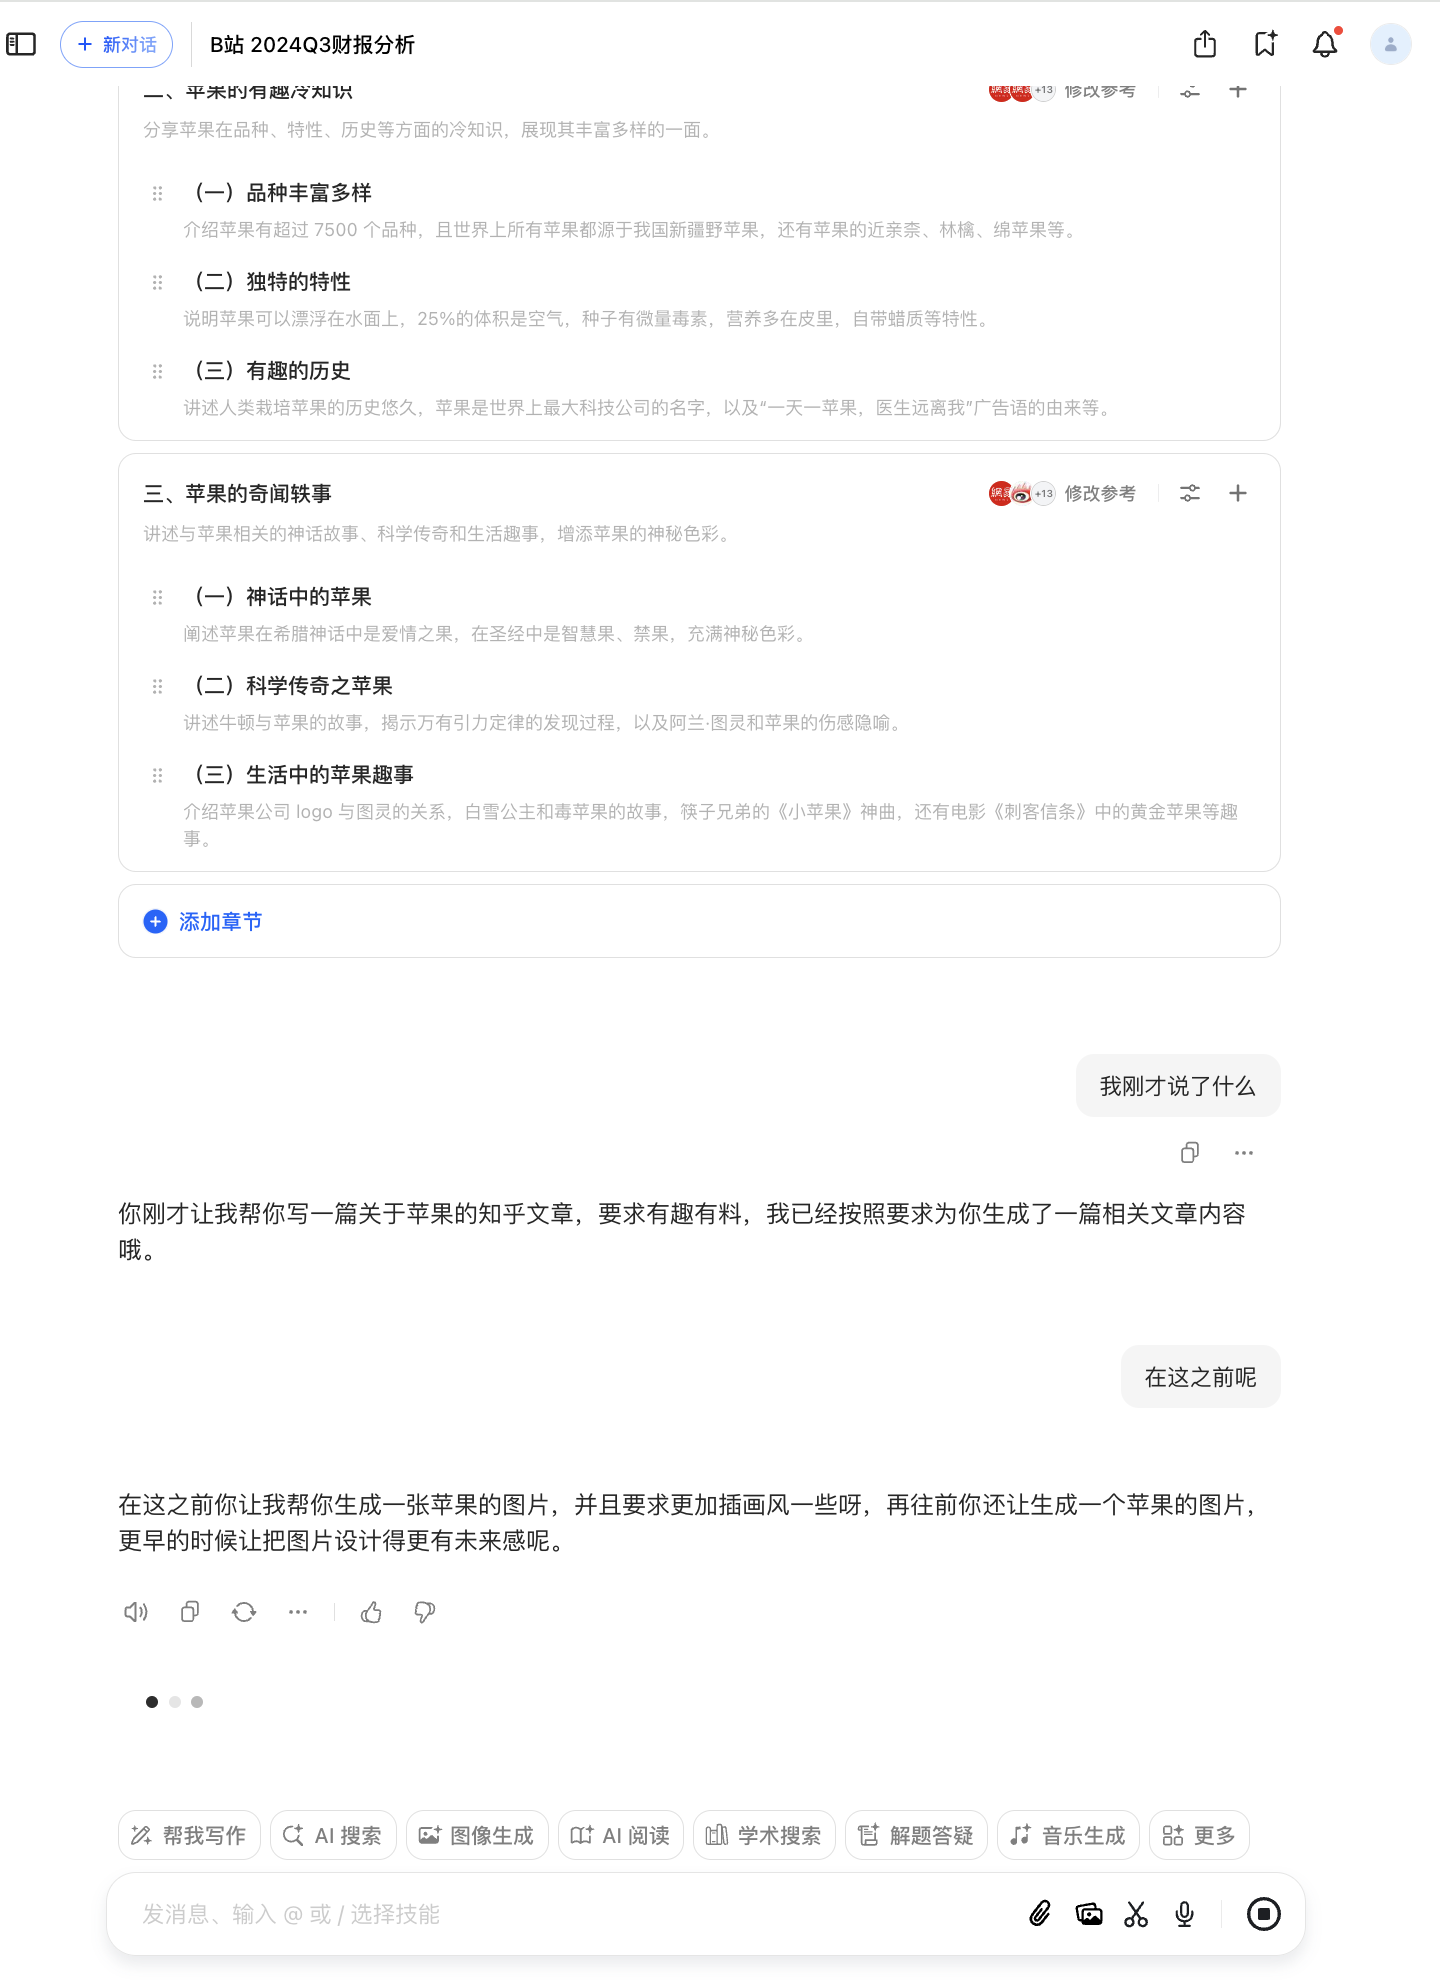 新对话
B站 2024Q3财报分析
二、苹果的有趣冷知识
+13
修改参考
分享苹果在品种、特性、历史等方面的冷知识，展现其丰富多样的一面。
（一）品种丰富多样
介绍苹果有超过 7500 个品种，且世界上所有苹果都源于我国新疆野苹果，还有苹果的近亲柰、林檎、绵苹果等。
（二）独特的特性
说明苹果可以漂浮在水面上，25%的体积是空气，种子有微量毒素，营养多在皮里，自带蜡质等特性。
（三）有趣的历史
讲述人类栽培苹果的历史悠久，苹果是世界上最大科技公司的名字，以及“一天一苹果，医生远离我”广告语的由来等。
三、苹果的奇闻轶事
+13
修改参考
讲述与苹果相关的神话故事、科学传奇和生活趣事，增添苹果的神秘色彩。
（一）神话中的苹果
阐述苹果在希腊神话中是爱情之果，在圣经中是智慧果、禁果，充满神秘色彩。
（二）科学传奇之苹果
讲述牛顿与苹果的故事，揭示万有引力定律的发现过程，以及阿兰·图灵和苹果的伤感隐喻。
（三）生活中的苹果趣事
介绍苹果公司 logo 与图灵的关系，白雪公主和毒苹果的故事，筷子兄弟的《小苹果》神曲，还有电影《刺客信条》中的黄金苹果等趣
事。
添加章节
我刚才说了什么
你刚才让我帮你写一篇关于苹果的知乎文章，要求有趣有料，我已经按照要求为你生成了一篇相关文章内容
哦。
在这之前呢
在这之前你让我帮你生成一张苹果的图片，并且要求更加插画风一些呀，再往前你还让生成一个苹果的图片，
更早的时候让把图片设计得更有未来感呢。
帮我写作
AI 搜索
图像生成
AI 阅读
学术搜索
解题答疑
音乐生成
更多
发消息、输入 @ 或 / 选择技能